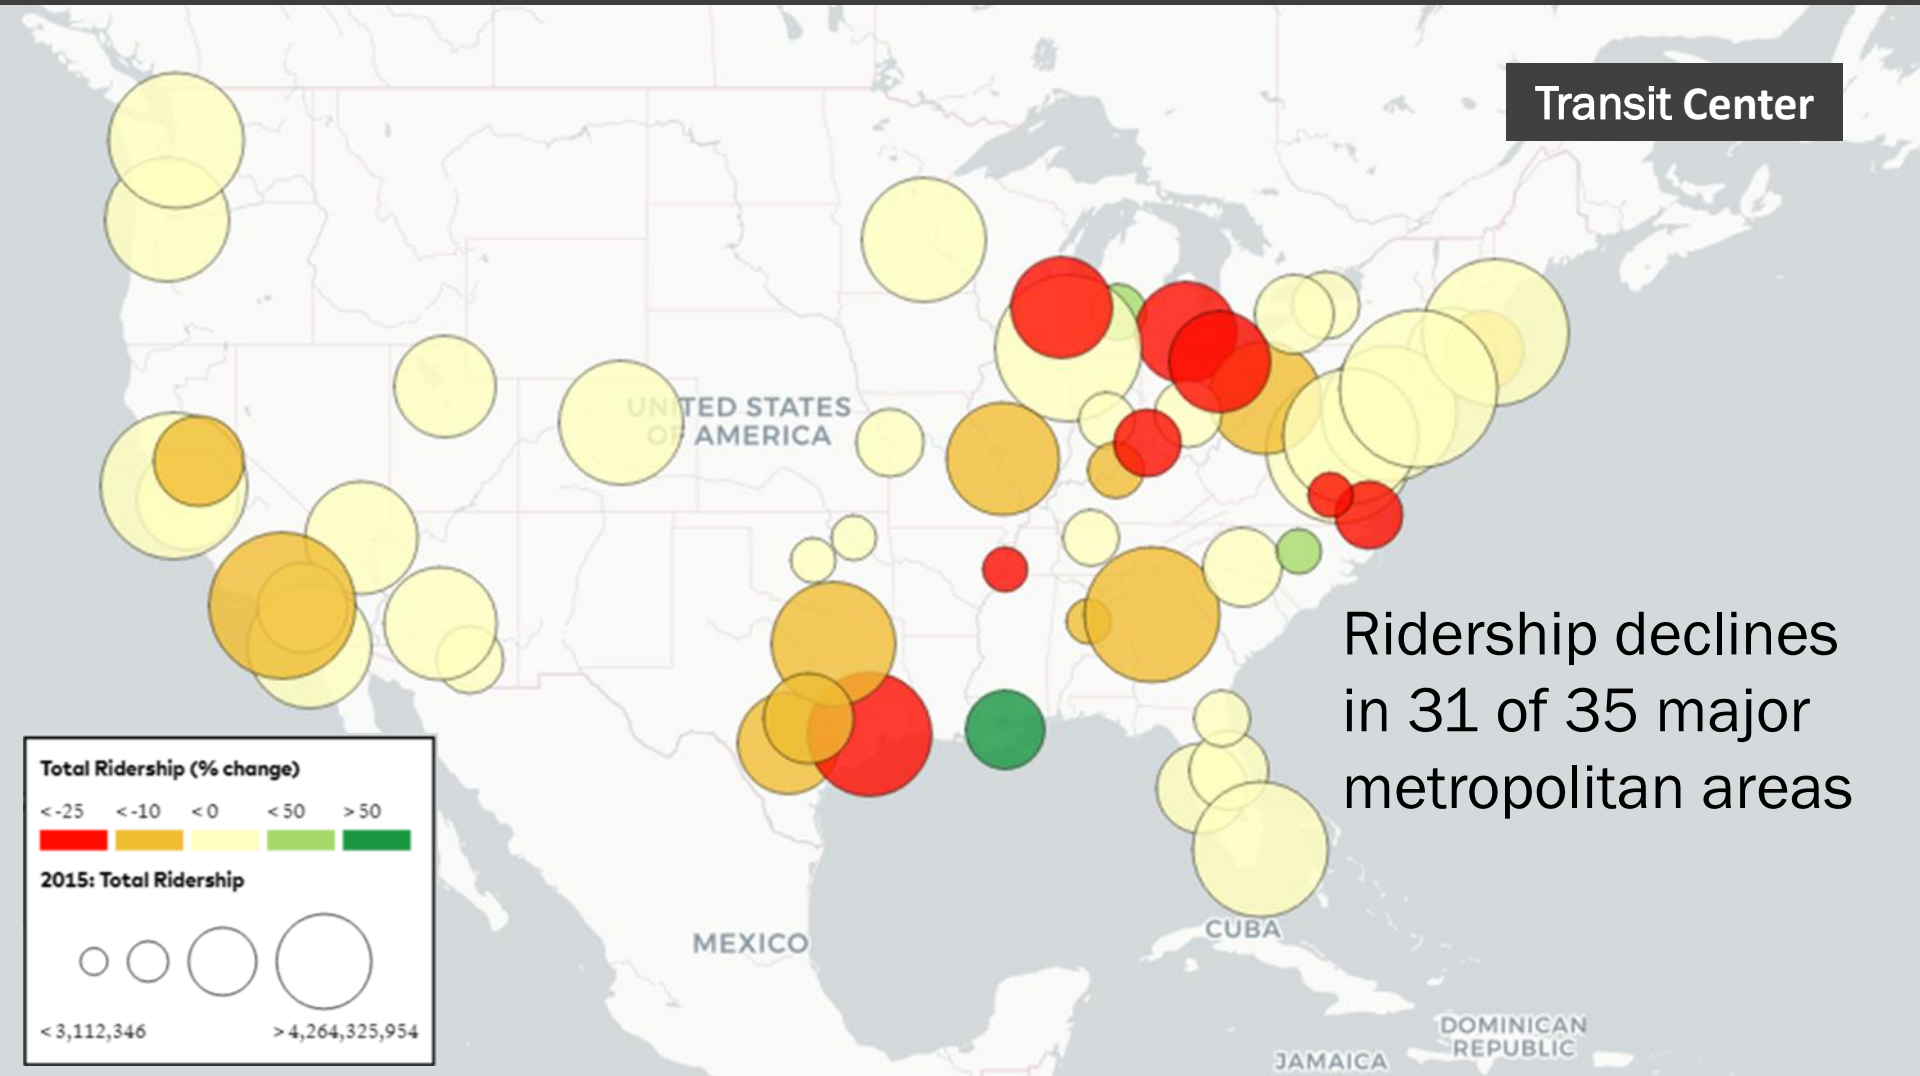 Transit Center
UNITED STATES
OF AMERICA
Ridership declines
in 31 of 35 major
metropolitan areas
Total Ridership (% change)
< -25 < -10 < 0 < 50 > 50
2015: Total Ridership
< 3,112,346 > 4,264,325,954
MEXICO
CUBA
DOMINICAN
REPUBLIC
JAMAICA